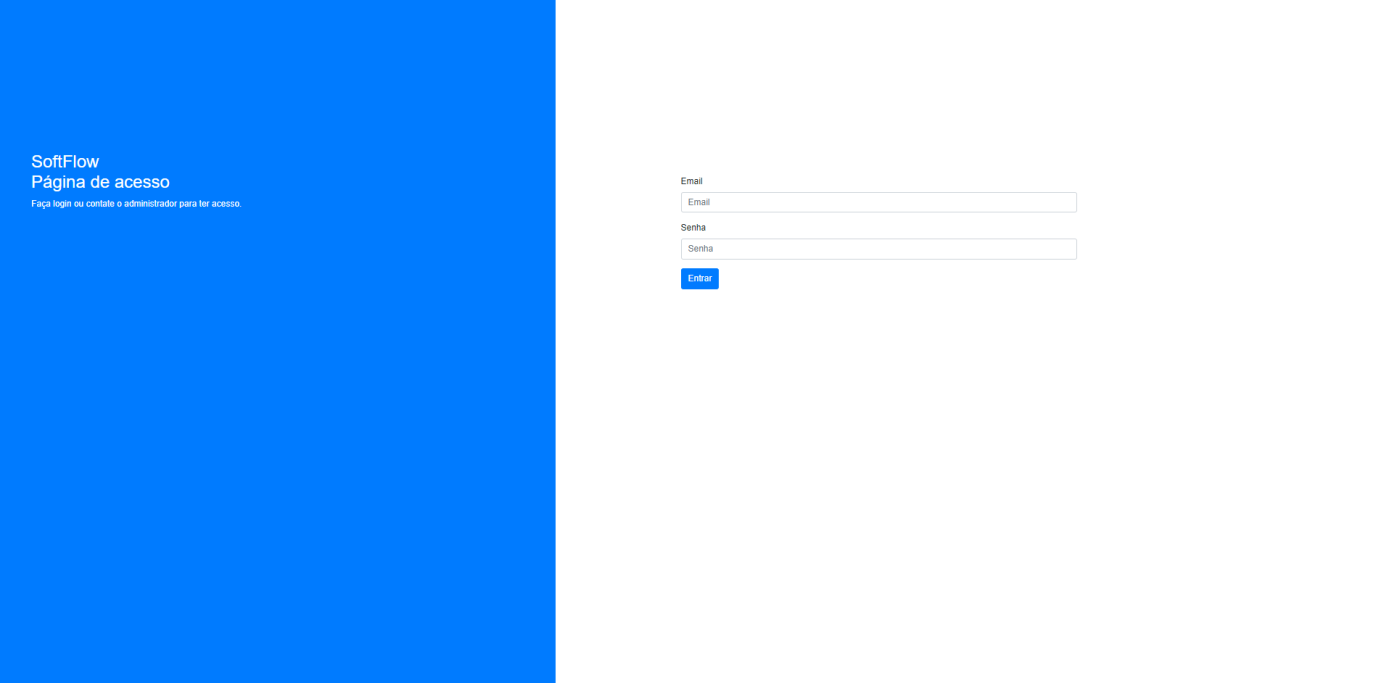 SoftFlow
Página de acesso
Faça login ou contate o administrador para ter acesso.
Email
Email
Senha
Senha
Entrar